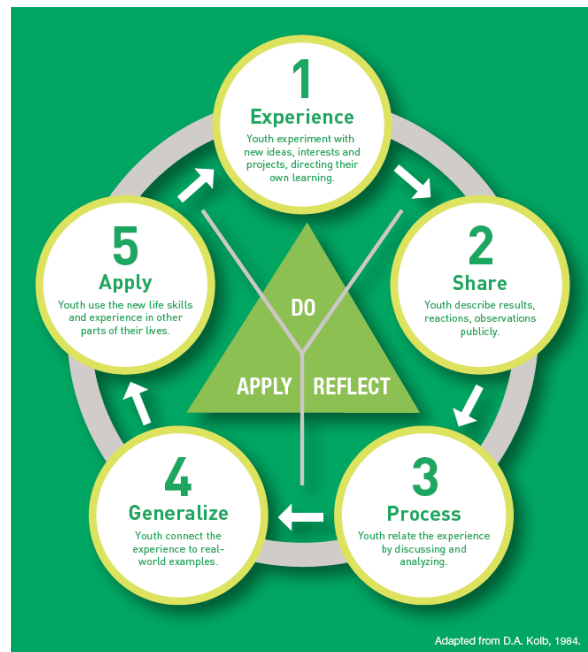 1
Experience
Youth experiment with
new ideas, interests and
projects, directing their
own learning.
2
Share
Youth describe results,
reactions, observations
publicly.
3
Process
Youth relate the experience
by discussing and
analyzing.
4
Generalize
Youth connect the
experience to real-
world examples.
5
Apply
Youth use the new life skills
and experience in other
parts of their lives.
DO
APPLY
REFLECT
Adapted from D.A. Kolb, 1984.